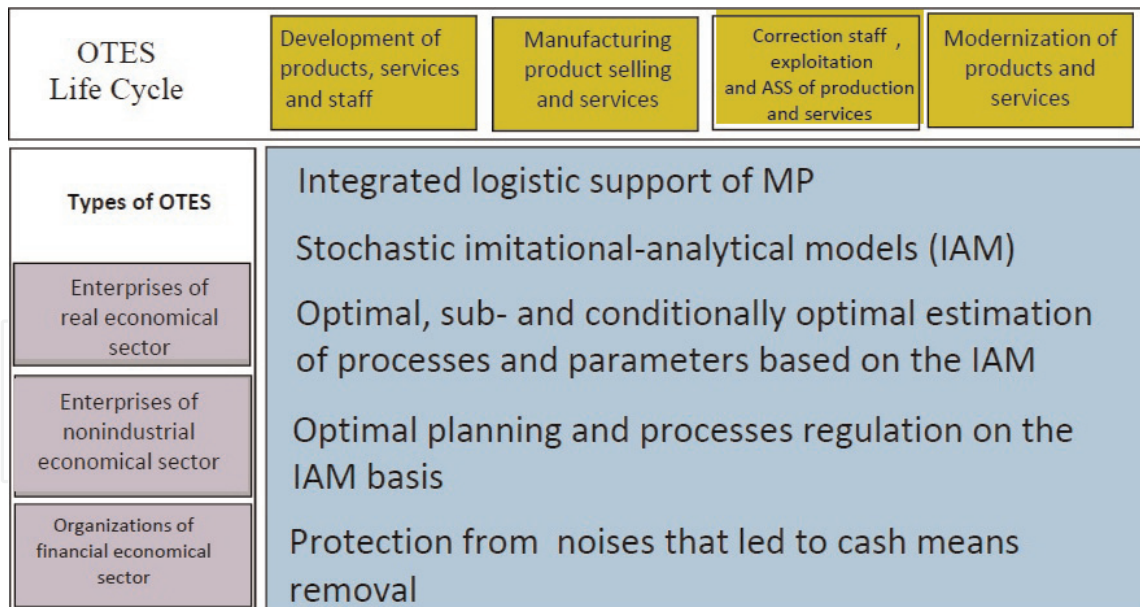 OTES
Life Cycle
Development of
products, services
and staff
Manufacturing
product selling
and services
Correction staff ,
exploitation
and ASS of production
and services
Modernization of
products and
services
Types of OTES
Enterprises of
real economical
sector
Enterprises of
nonindustrial
economical sector
Organizations of
financial economical
sector
Integrated logistic support of MP
Stochastic imitational-analytical models (IAM)
Optimal, sub- and conditionally optimal estimation
of processes and parameters based on the IAM
Optimal planning and processes regulation on the
IAM basis
Protection from noises that led to cash means
removal